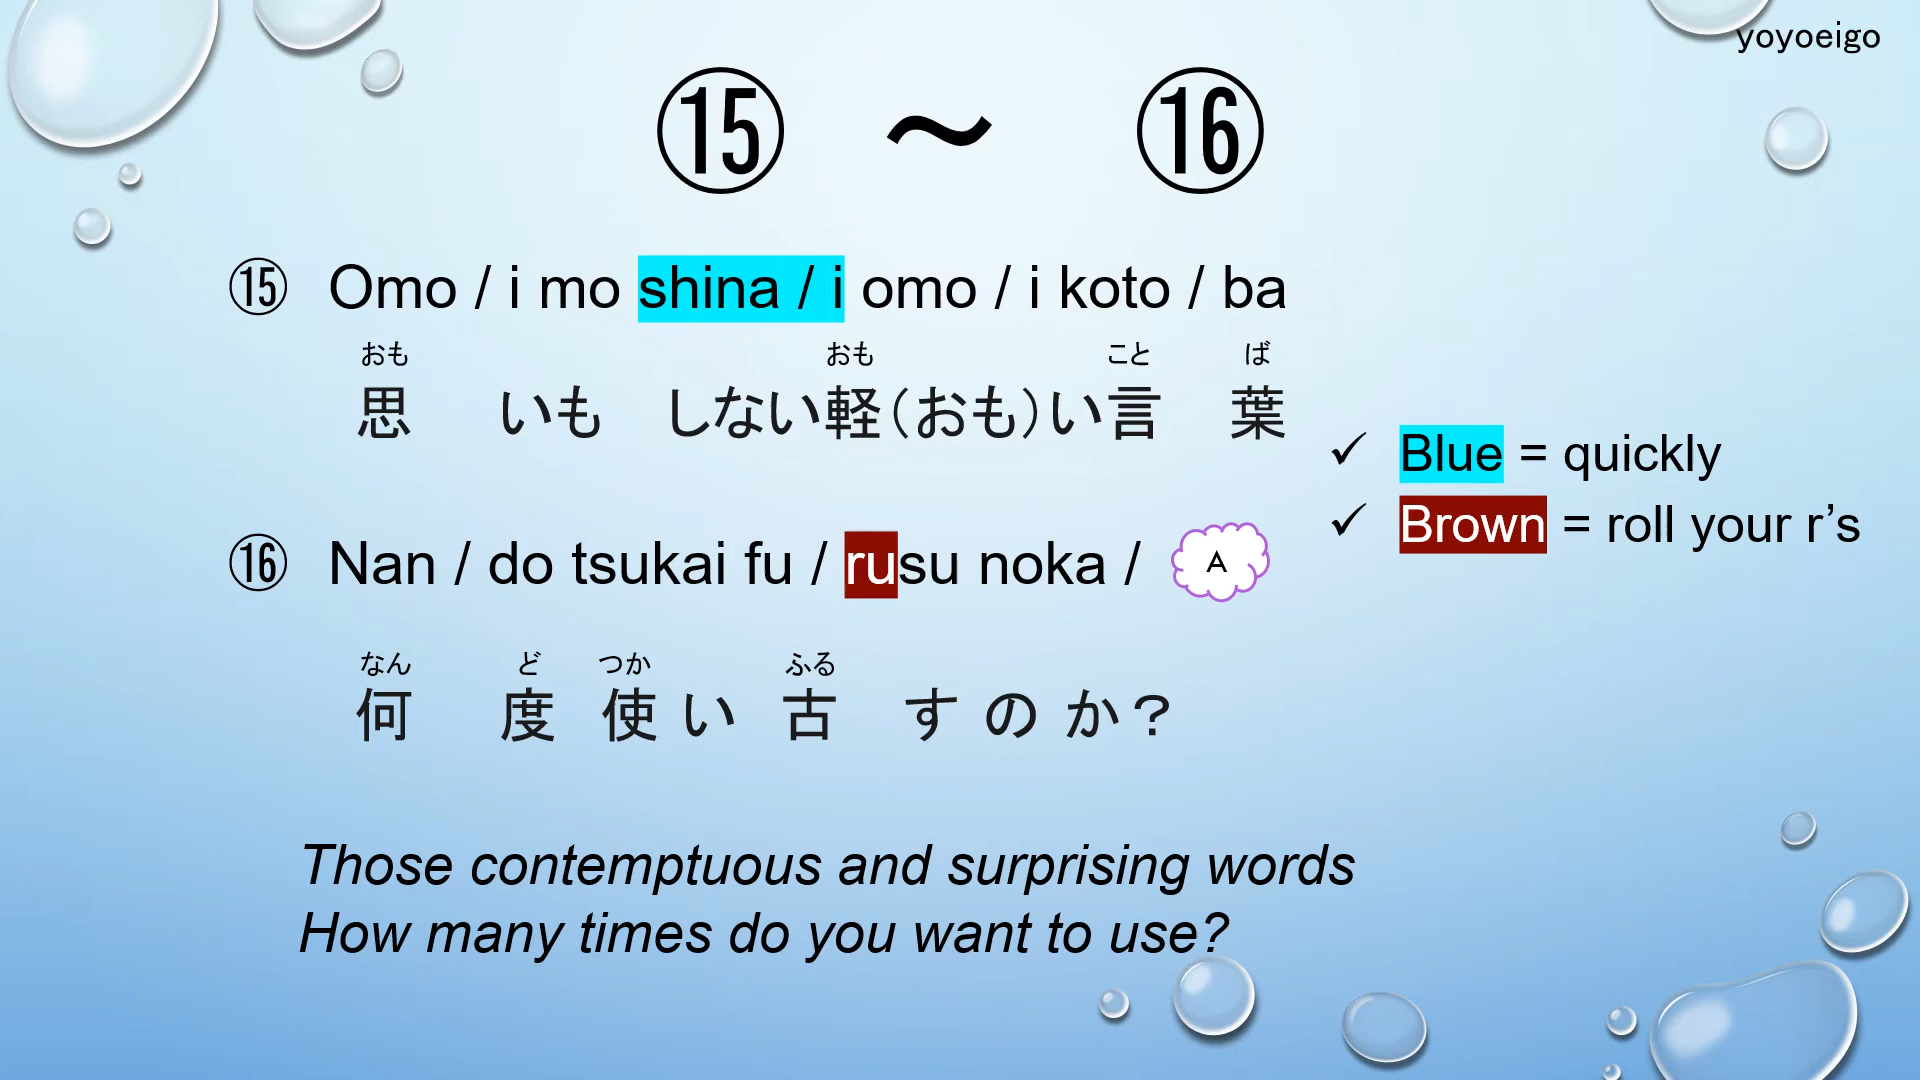 yoyoeigo
⑮ ～ ⑯
⑮ Omo / i mo shina / i omo / i koto / ba
おも おも こと ば
思 いも しない軽（おも）い言 葉
✓ Blue = quickly
✓ Brown = roll your r’s
⑯ Nan / do tsukai fu / rusu noka / A
なん ど つか ふる
何 度 使 い 古 す の か？
Those contemptuous and surprising words
How many times do you want to use?